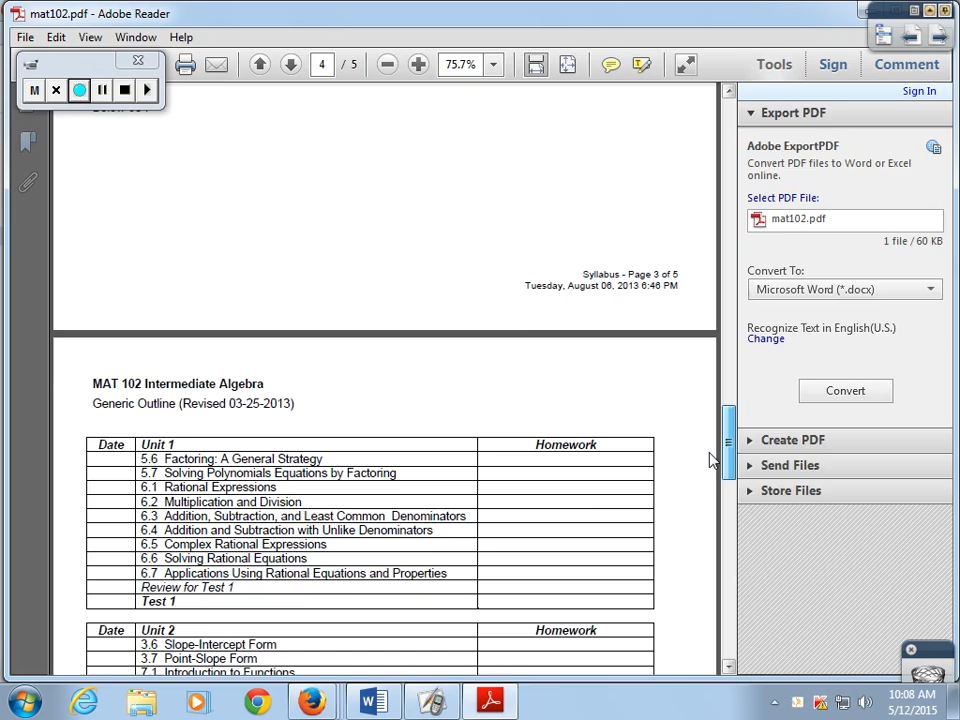 mat102.pdf - Adobe Reader
File Edit View Window Help
4 / 5 75.7% Tools Sign Comment
M
Sign In
Export PDF
Adobe ExportPDF
Convert PDF files to Word or Excel
online.
Select PDF File:
mat102.pdf
1 file / 60 KB
Convert To:
Microsoft Word (*.docx)
Recognize Text in English(U.S.)
Change
Convert
Create PDF
Send Files
Store Files
Syllabus - Page 3 of 5
Tuesday, August 06, 2013 6:46 PM
MAT 102 Intermediate Algebra
Generic Outline (Revised 03-25-2013)
Date Unit 1 Homework
5.6 Factoring: A General Strategy
5.7 Solving Polynomials Equations by Factoring
6.1 Rational Expressions
6.2 Multiplication and Division
6.3 Addition, Subtraction, and Least Common Denominators
6.4 Addition and Subtraction with Unlike Denominators
6.5 Complex Rational Expressions
6.6 Solving Rational Equations
6.7 Applications Using Rational Equations and Properties
Review for Test 1
Test 1
Date Unit 2 Homework
3.6 Slope-Intercept Form
3.7 Point-Slope Form
7.1 Introduction to Functions
10:08 AM
5/12/2015